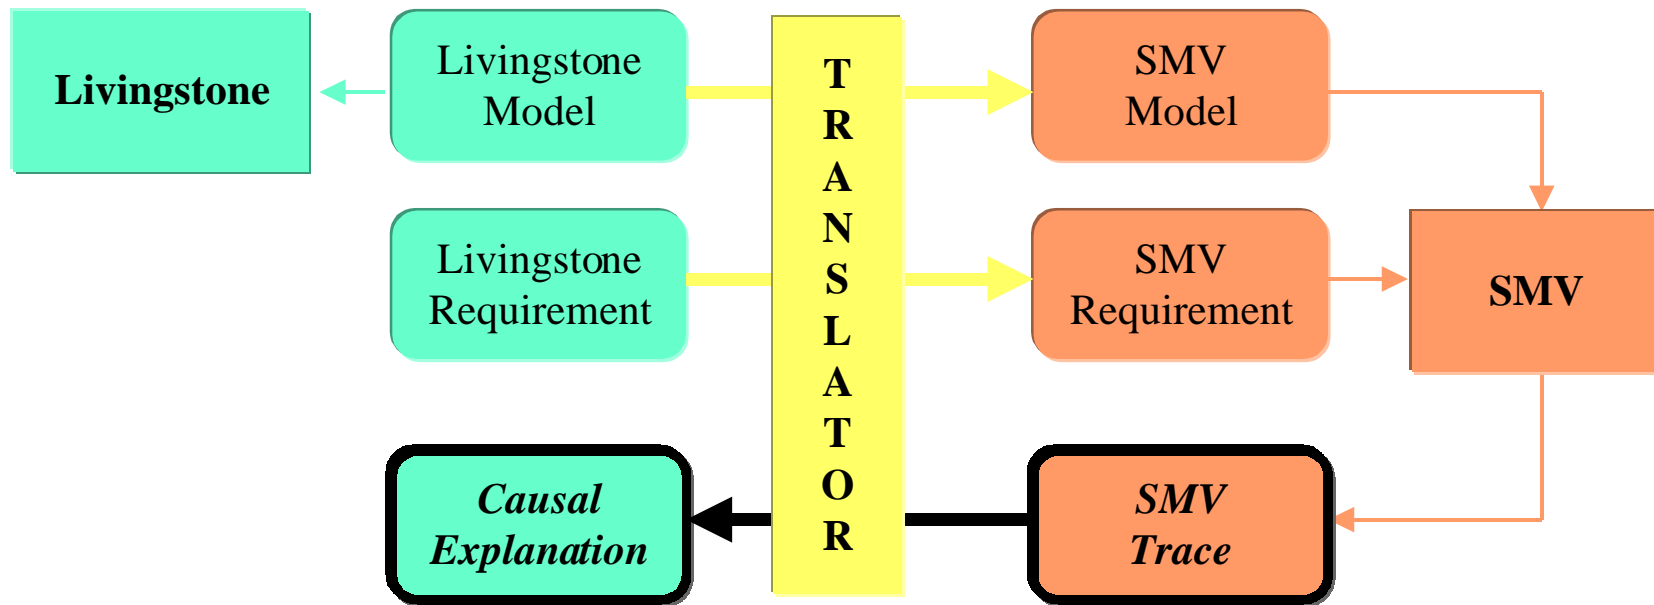 Livingstone
Livingstone
Model
Livingstone
Requirement
Causal
Explanation
T
R
A
N
S
L
A
T
O
R
SMV
Model
SMV
Requirement
SMV
Trace
SMV